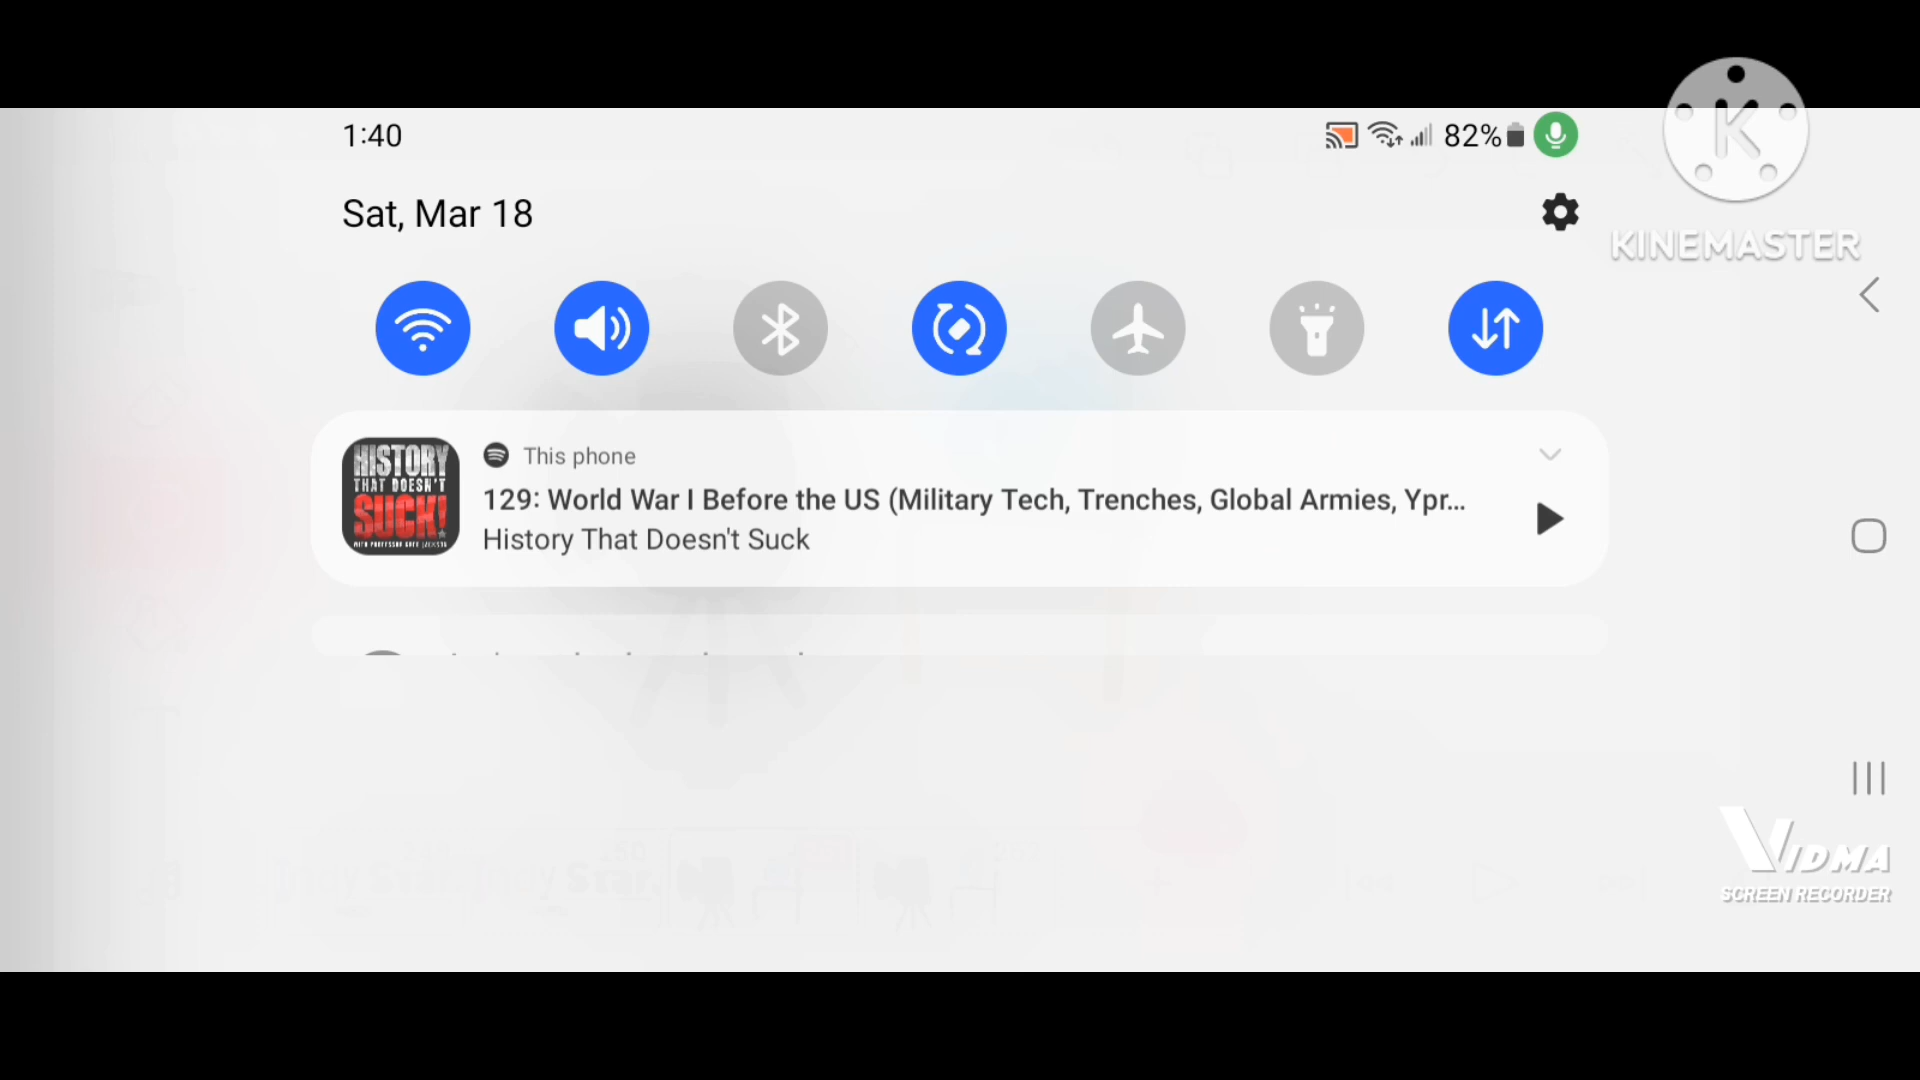 1:40
82%
K
KINEMASTER
Sat, Mar 18
HISTORY
THAT DOESN'T
SUCK!
This phone
129: World War I Before the US (Military Tech, Trenches, Global Armies, Ypr...
History That Doesn't Suck
VIDMA
SCREEN RECORDER